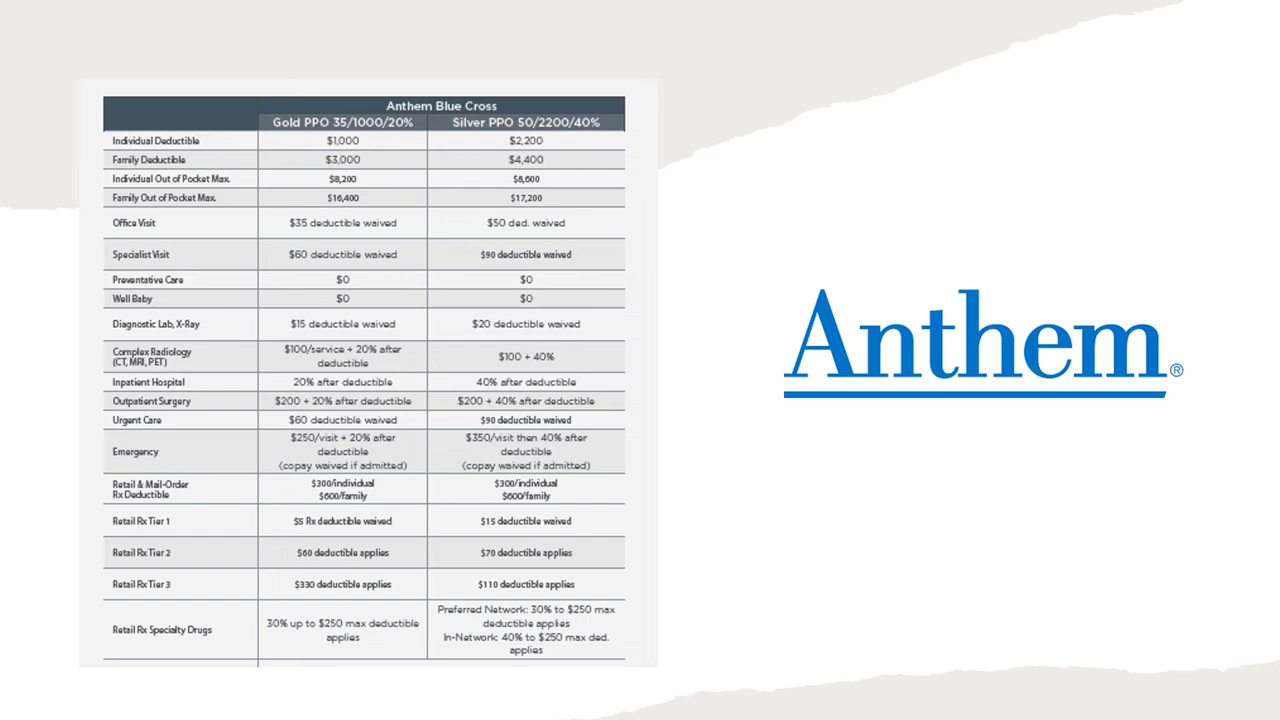 Anthem Blue Cross
Gold PPO 35/1000/20% Silver PPO 50/2200/40%
Individual Deductible $1,000 $2,200
Family Deductible $3,000 $4,400
Individual Out of Pocket Max. $8,200 $8,600
Family Out of Pocket Max. $16,400 $17,200
Office Visit $35 deductible waived $50 ded. waived
Specialist Visit $60 deductible waived $90 deductible waived
Preventative Care $0 $0
Well Baby $0 $0
Diagnostic Lab, X-Ray $15 deductible waived $20 deductible waived
Complex Radiology
(CT, MRI, PET)
$100/service + 20% after
deductible
$100 + 40%
Inpatient Hospital 20% after deductible 40% after deductible
Outpatient Surgery $200 + 20% after deductible $200 + 40% after deductible
Urgent Care $60 deductible waived $90 deductible waived
Emergency
$250/visit + 20% after
deductible
(copay waived if admitted)
$350/visit then 40% after
deductible
(copay waived if admitted)
Retail & Mail-Order
Rx Deductible
$300/individual
$600/family
$300/individual
$600/family
Retail Rx Tier 1 $5 Rx deductible waived $15 deductible waived
Retail Rx Tier 2 $60 deductible applies $70 deductible applies
Retail Rx Tier 3 $330 deductible applies $110 deductible applies
Retail Rx Specialty Drugs
30% up to $250 max deductible
applies
Preferred Network: 30% to $250 max
deductible applies
In-Network: 40% to $250 max ded.
applies
Anthem®